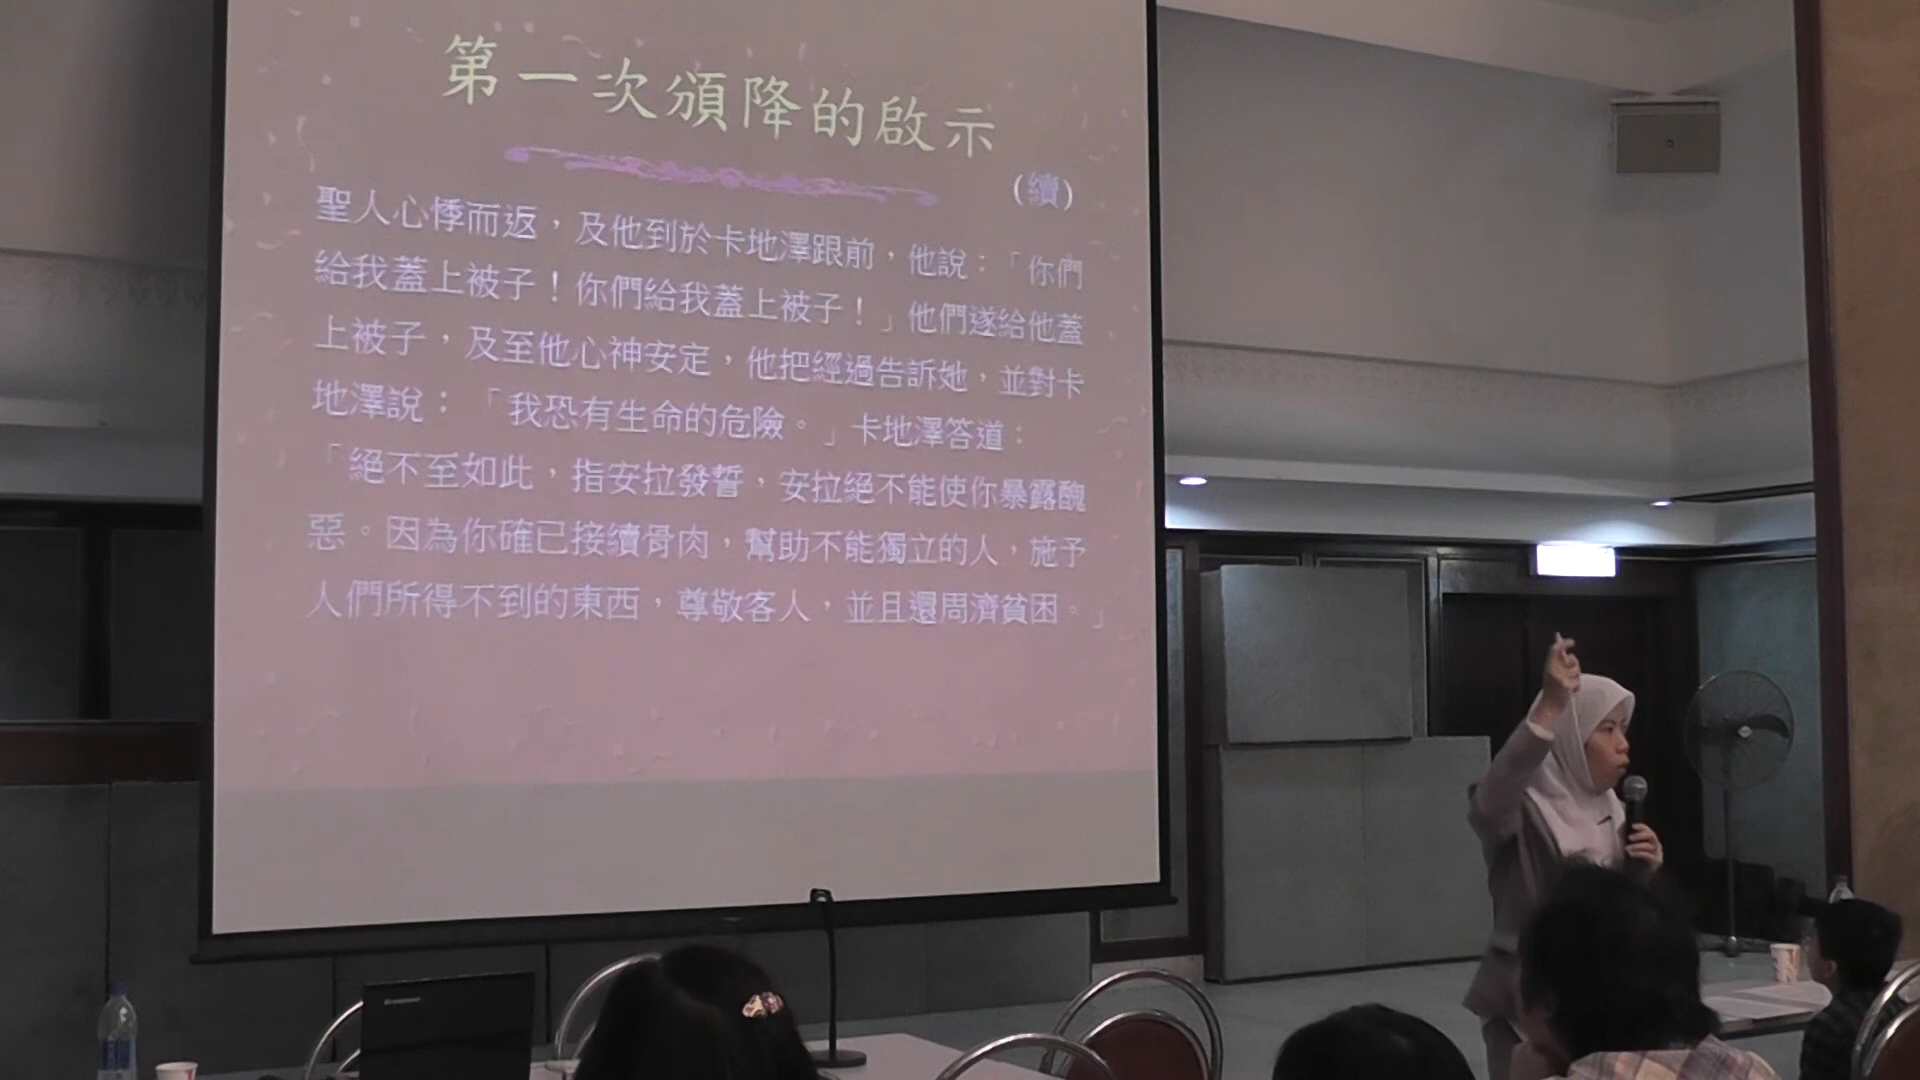 第一次頒降的啟示
(續)
聖人心悸而返，及他到於卡地澤跟前，他說：「你們
給我蓋上被子！你們給我蓋上被子！」他們遂給他蓋
上被子，及至他心神安定，他把經過告訴她，並對卡
地澤說：「我恐有生命的危險。」卡地澤答道：
「絕不至如此，指安拉發誓，安拉絕不能使你暴露醜
惡。因為你確已接續骨肉，幫助不能獨立的人，施予
人們所得不到的東西，尊敬客人，並且還周濟貧困。」
lenovo